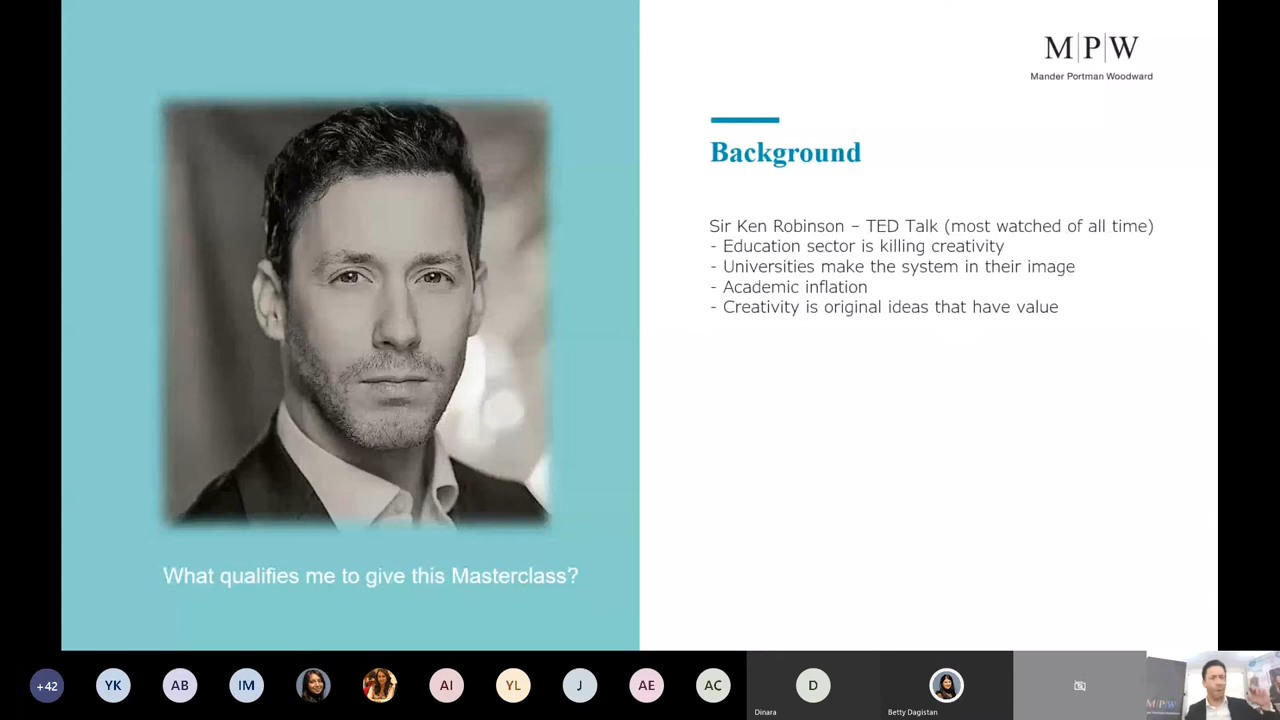 M|P|W
Mander Portman Woodward
Background
Sir Ken Robinson – TED Talk (most watched of all time)
- Education sector is killing creativity
- Universities make the system in their image
- Academic inflation
- Creativity is original ideas that have value
What qualifies me to give this Masterclass?
+42
YK
AB
IM
AI
YL
J
AE
AC
D
Dinara
Betty Dagistan
MPW